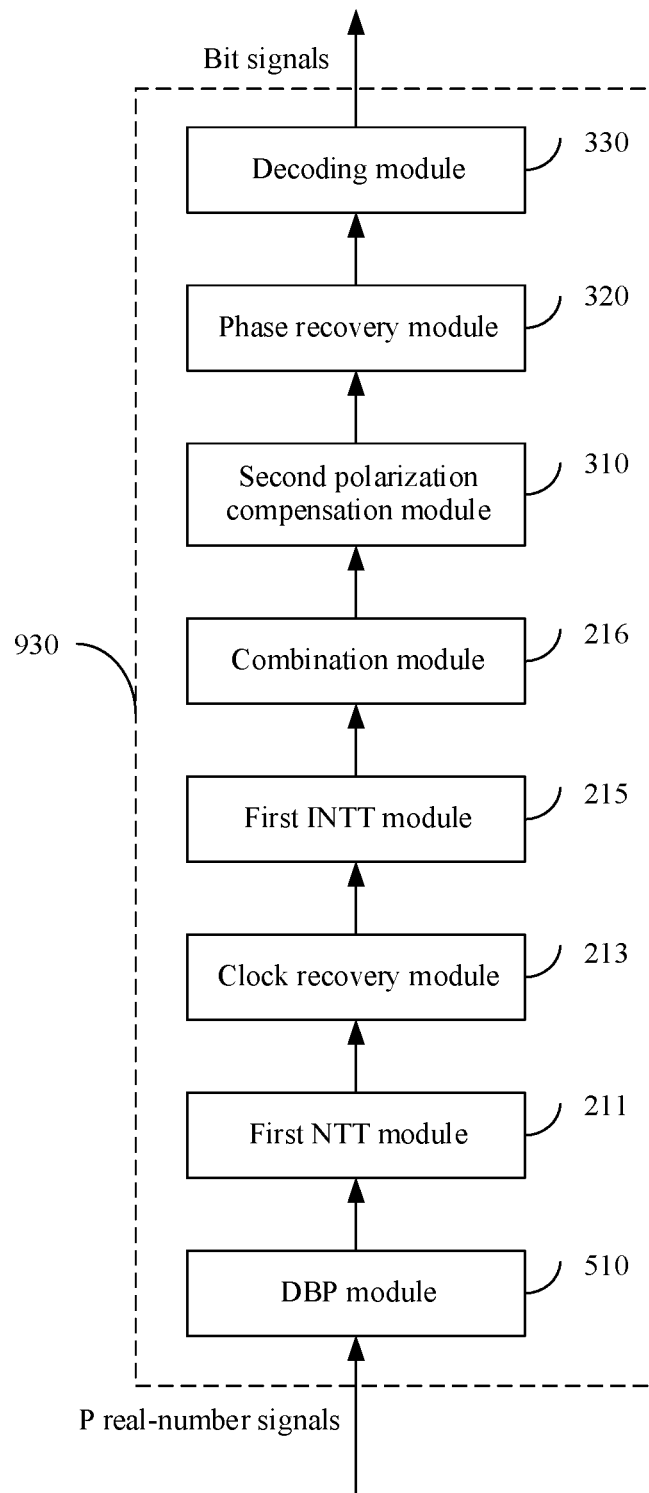 Bit signals
Decoding module
330
Phase recovery module
320
Second polarization
compensation module
310
930
Combination module
216
First INTT module
215
Clock recovery module
213
First NTT module
211
DBP module
510
P real-number signals